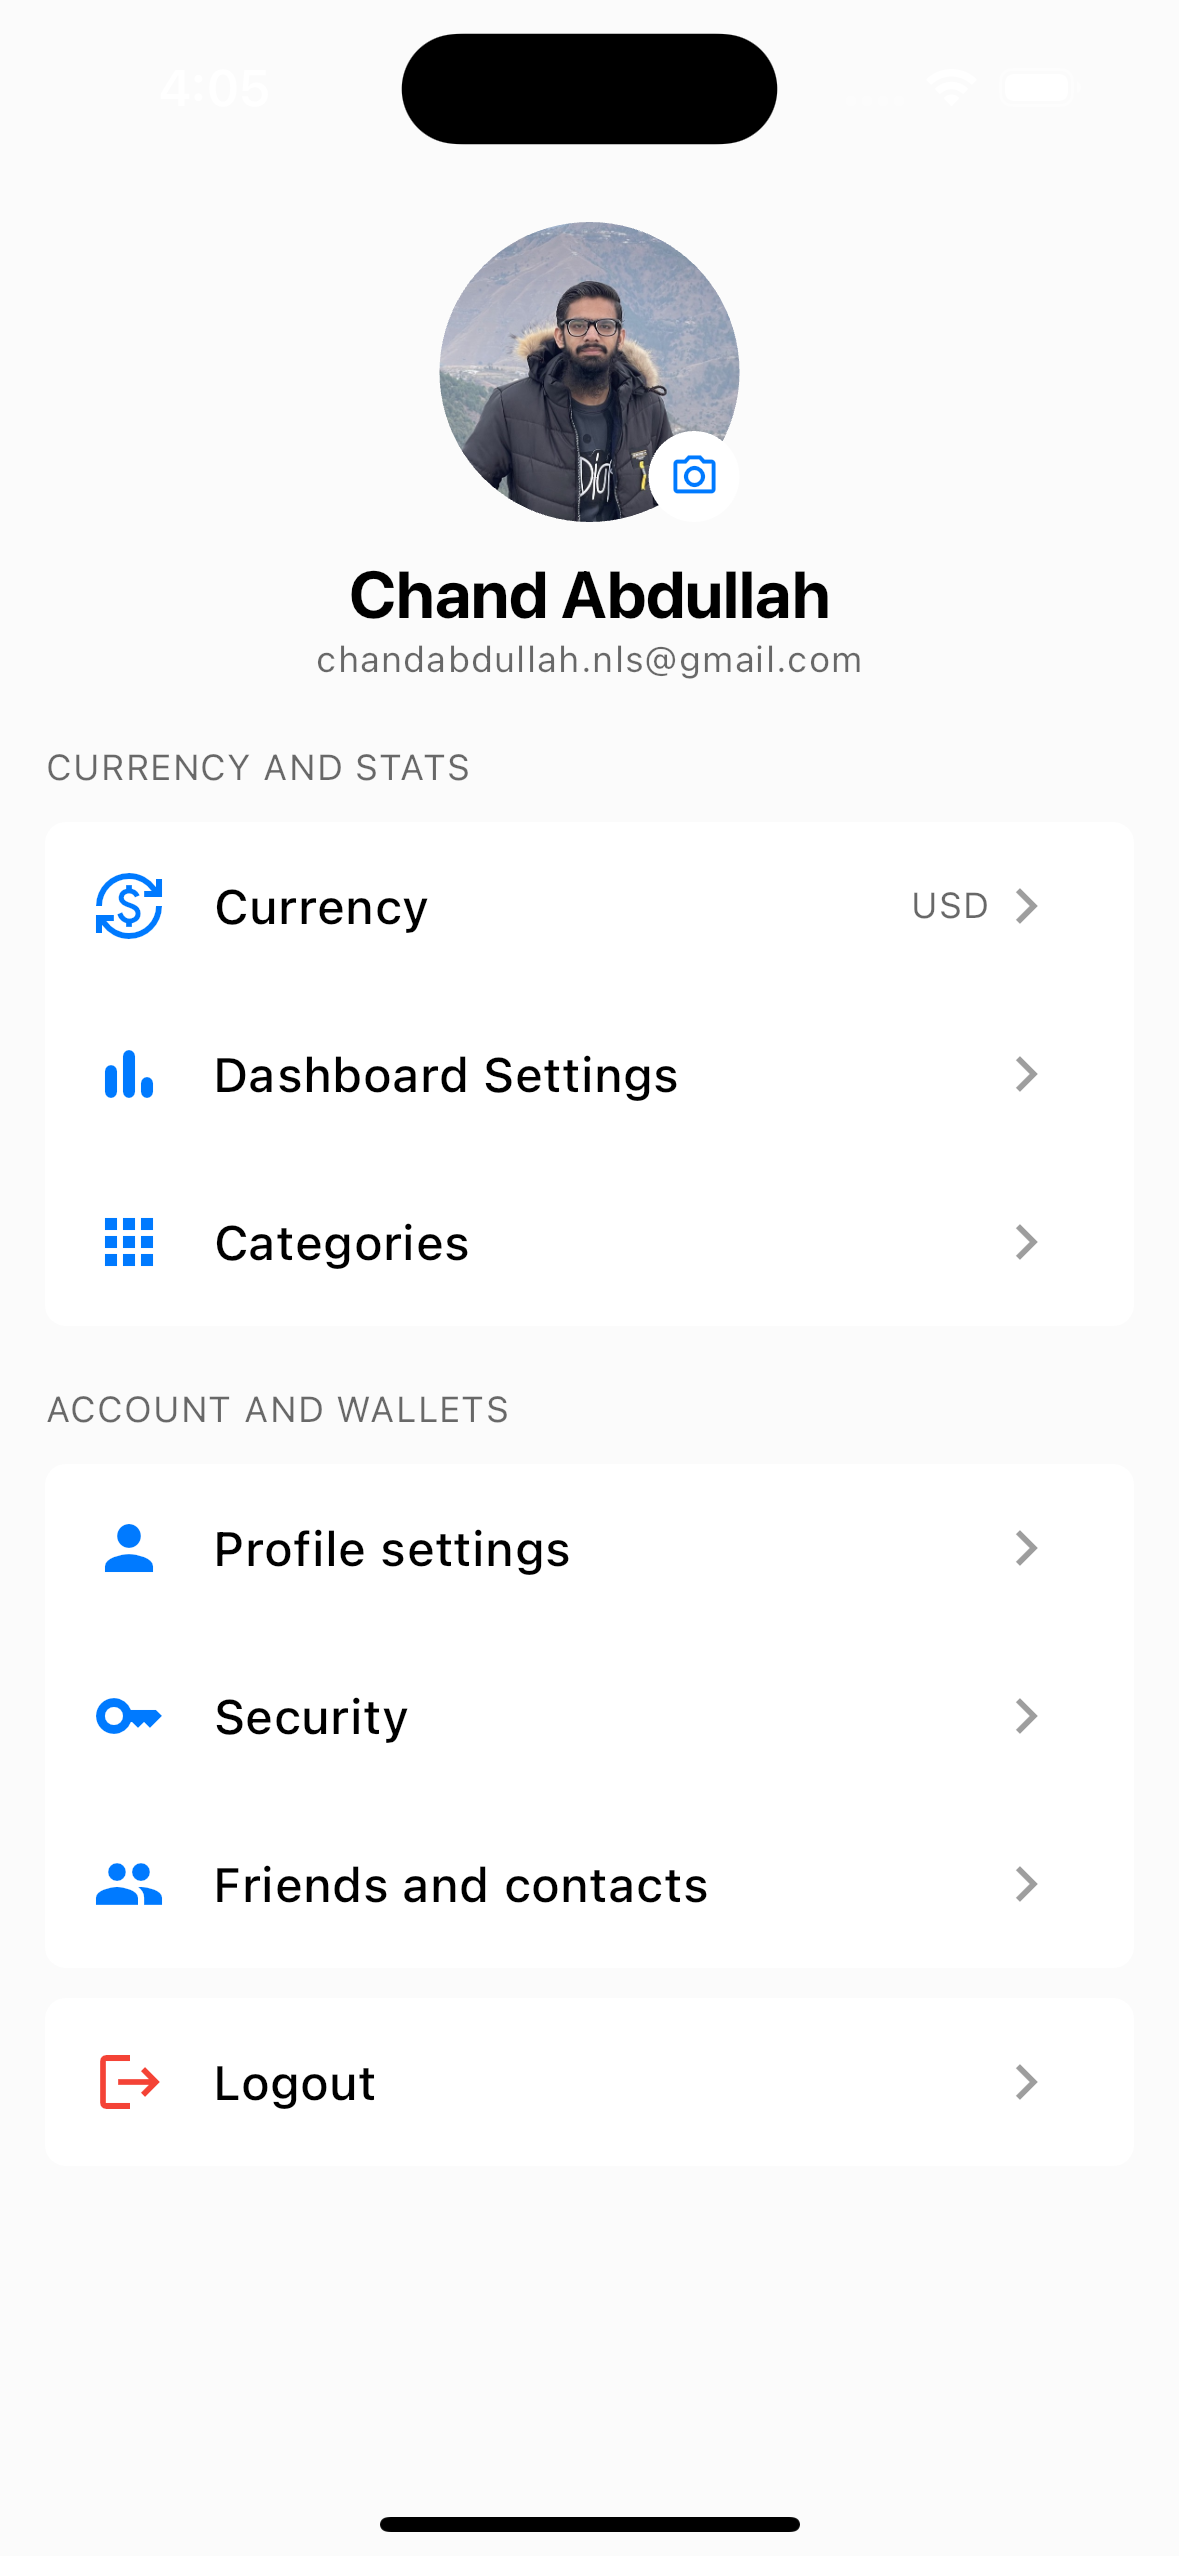 4:05
Chand Abdullah
chandabdullah.nls@gmail.com
CURRENCY AND STATS
Currency USD
Dashboard Settings
Categories
ACCOUNT AND WALLETS
Profile settings
Security
Friends and contacts
Logout